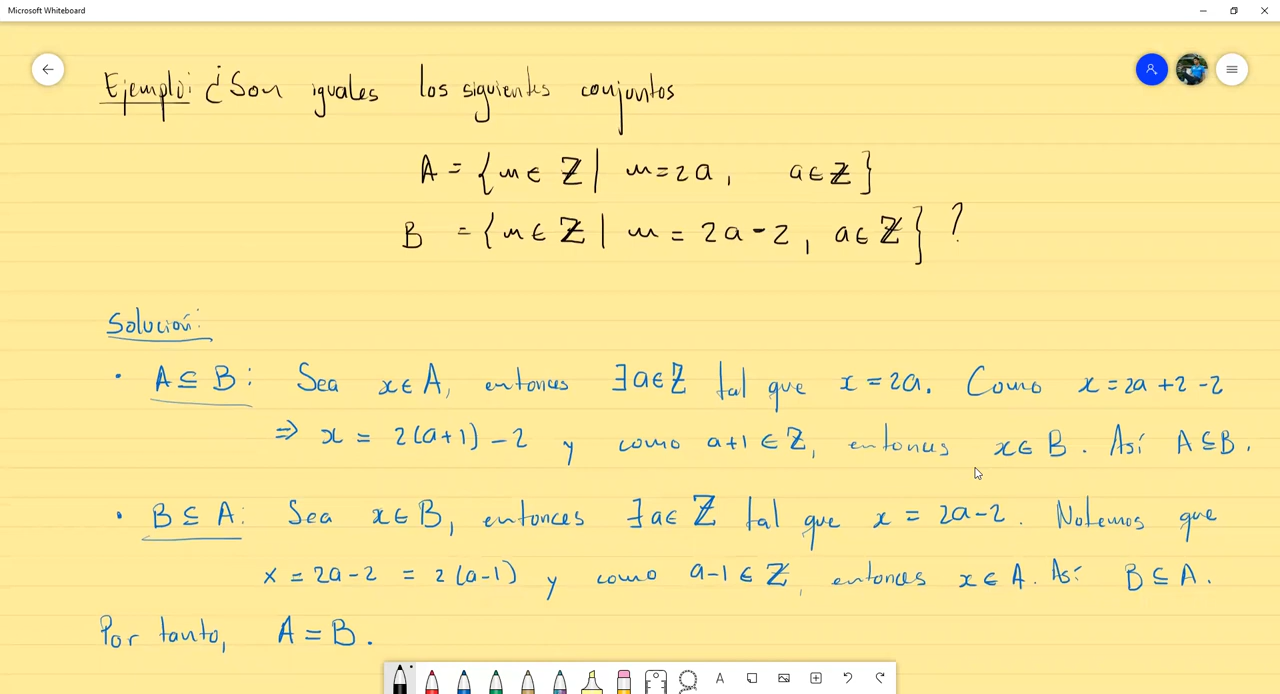 Microsoft Whiteboard
Ejemplo: ¿Son iguales los siguientes conjuntos
A = {n ∈ ℤ | n = 2a, a ∈ ℤ}
B = {n ∈ ℤ | n = 2a - 2, a ∈ ℤ} ?
Solución:
• A ⊆ B: Sea x ∈ A, entonces ∃ a ∈ ℤ tal que x = 2a. Como x = 2a + 2 - 2
⇒ x = 2(a+1) - 2 y como a+1 ∈ ℤ, entonces x ∈ B. Así A ⊆ B.
• B ⊆ A: Sea x ∈ B, entonces ∃ a ∈ ℤ tal que x = 2a - 2. Notemos que
x = 2a - 2 = 2(a-1) y como a-1 ∈ ℤ, entonces x ∈ A. Así B ⊆ A.
Por tanto, A = B.